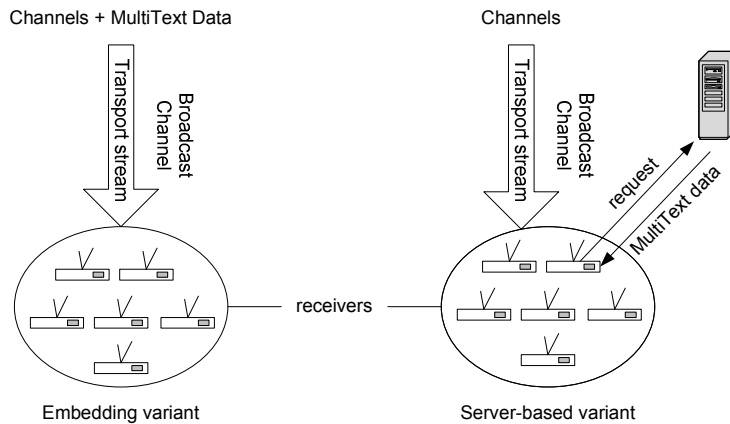 Channels + MultiText Data
Transport stream
Broadcast
Channel
Channels
Transport stream
Broadcast
Channel
request
MultiText data
receivers
Embedding variant
Server-based variant